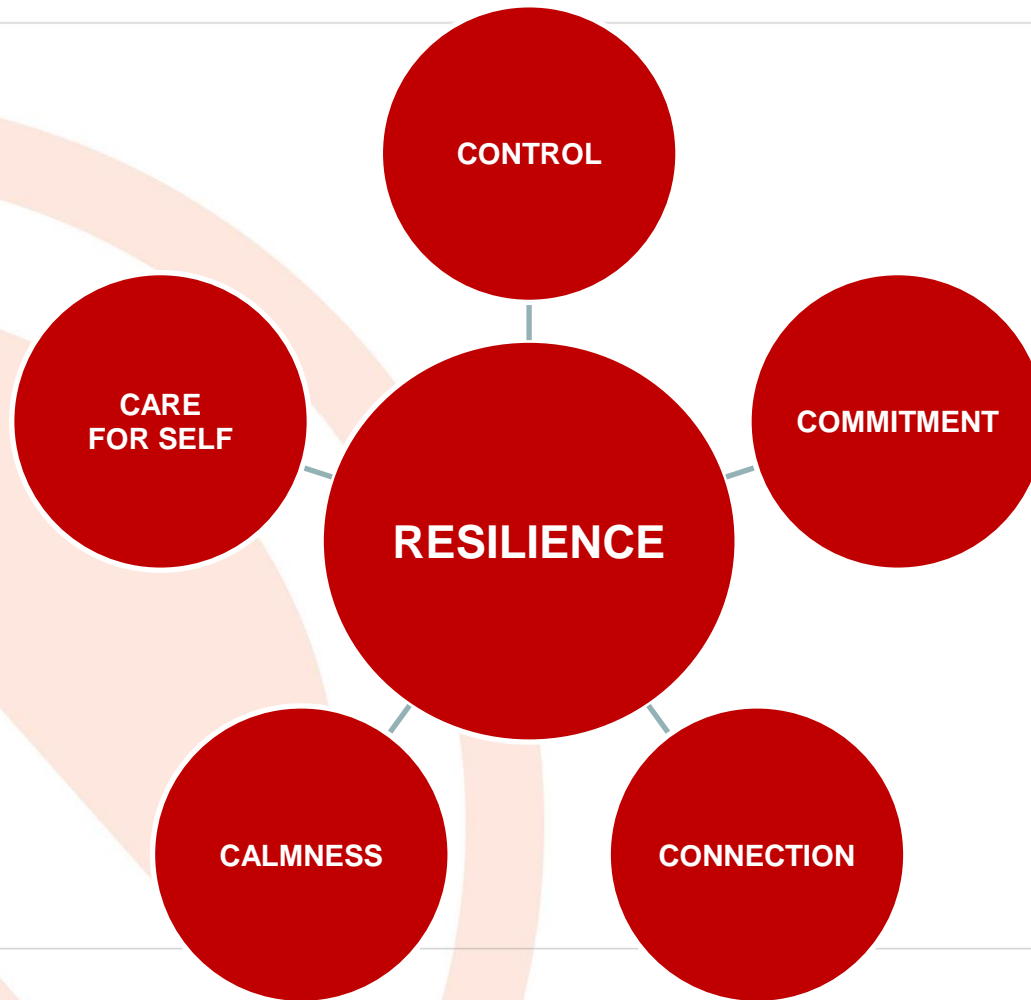 CONTROL
CARE
FOR SELF
COMMITMENT
RESILIENCE
CALMNESS
CONNECTION